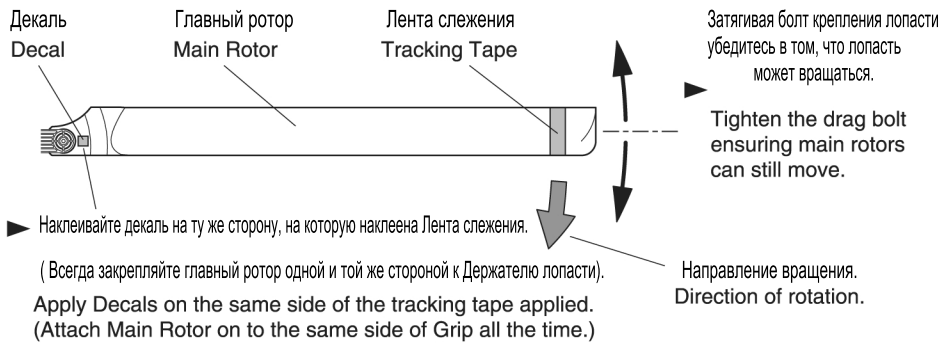 Декаль
Decal
Главный ротор
Main Rotor
Лента слежения
Tracking Tape
Затягивая болт крепления лопасти
убедитесь в том, что лопасть
может вращаться.
Tighten the drag bolt
ensuring main rotors
can still move.
Наклеивайте декаль на ту же сторону, на которую наклеена Лента слежения.
( Всегда закрепляйте главный ротор одной и той же стороной к Держателю лопасти).
Apply Decals on the same side of the tracking tape applied.
(Attach Main Rotor on to the same side of Grip all the time.)
Направление вращения.
Direction of rotation.